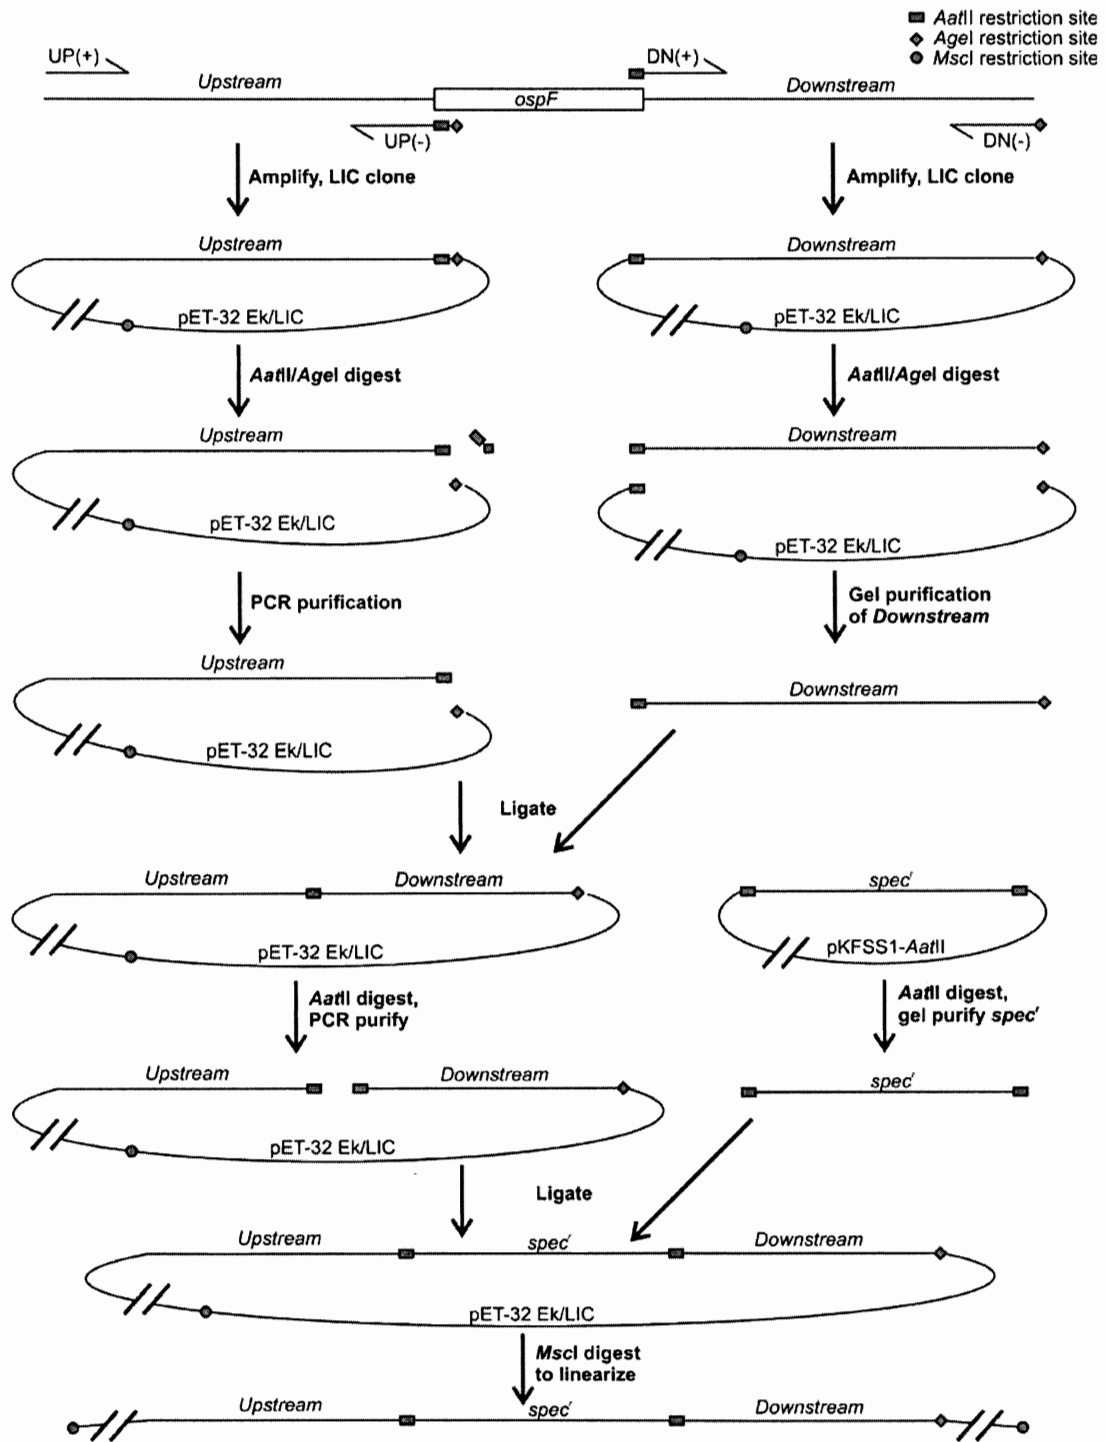 AatII restriction site
AgeI restriction site
MscI restriction site
UP(+)
DN(+)
Upstream
Downstream
ospF
UP(-)
DN(-)
Amplify, LIC clone
Amplify, LIC clone
Upstream
Downstream
pET-32 Ek/LIC
pET-32 Ek/LIC
AatII/AgeI digest
AatII/AgeI digest
Upstream
Downstream
pET-32 Ek/LIC
pET-32 Ek/LIC
PCR purification
Gel purification
of Downstream
Upstream
Downstream
pET-32 Ek/LIC
Ligate
Upstream
Downstream
specʳ
pET-32 Ek/LIC
pKFSS1-AatII
AatII digest,
PCR purify
AatII digest,
gel purify specʳ
Upstream
Downstream
specʳ
pET-32 Ek/LIC
Ligate
Upstream
specʳ
Downstream
pET-32 Ek/LIC
MscI digest
to linearize
Upstream
specʳ
Downstream